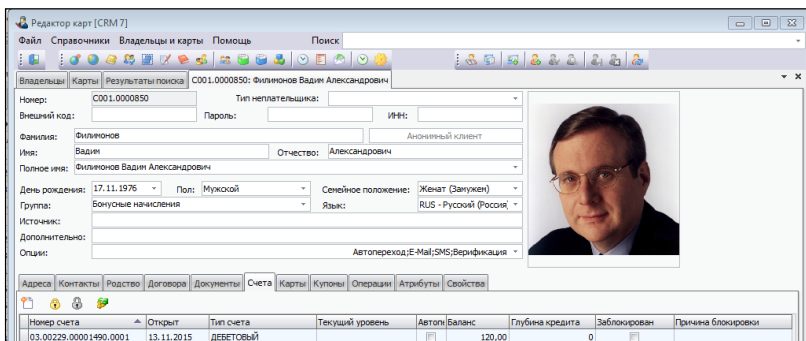 Редактор карт [CRM 7]
Файл Справочники Владельцы и карты Помощь Поиск
Владельцы Карты Результаты поиска C001.0000850: Филимонов Вадим Александрович
Номер: C001.0000850 Тип неплательщика:
Внешний код: Пароль: ИНН:
Фамилия: Филимонов Анонимный клиент
Имя: Вадим Отчество: Александрович
Полное имя: Филимонов Вадим Александрович
День рождения: 17.11.1976 Пол: Мужской Семейное положение: Женат (Замужен)
Группа: Бонусные начисления Язык: RUS - Русский (Россия)
Источник:
Дополнительно:
Опции: Автопереход;E-Mail;SMS;Верификация
Адреса Контакты Родство Договора Документы Счета Карты Купоны Операции Атрибуты Свойства
Номер счета Открыт Тип счета Текущий уровень Автопо Баланс Глубина кредита Заблокирован Причина блокировки
03.00229.00001490.0001 13.11.2015 ДЕБЕТОВЫЙ 120,00 0